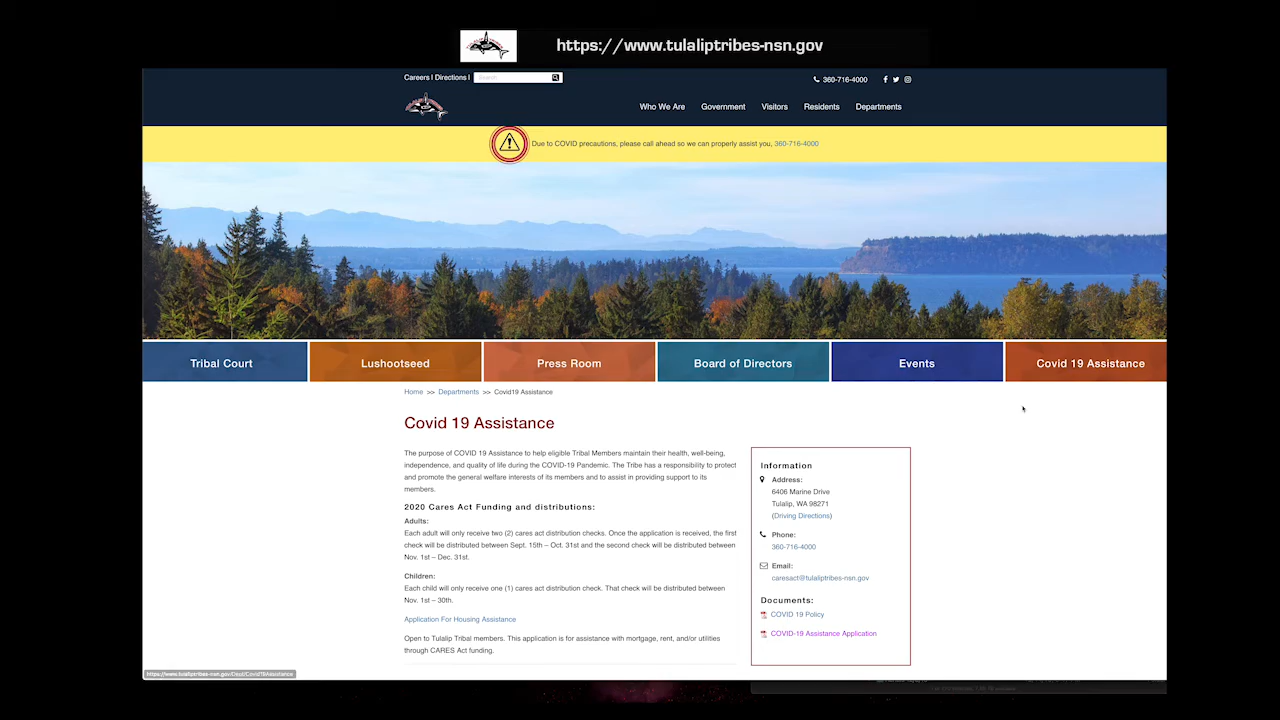 https://www.tulaliptribes-nsn.gov
Careers | Directions |
Search
360-716-4000
Who We Are
Government
Visitors
Residents
Departments
Due to COVID precautions, please call ahead so we can properly assist you, 360-716-4000
Tribal Court
Lushootseed
Press Room
Board of Directors
Events
Covid 19 Assistance
Home >> Departments >> Covid19 Assistance
Covid 19 Assistance
The purpose of COVID 19 Assistance to help eligible Tribal Members maintain their health, well-being,
independence, and quality of life during the COVID-19 Pandemic. The Tribe has a responsibility to protect
and promote the general welfare interests of its members and to assist in providing support to its
members.
2020 Cares Act Funding and distributions:
Adults:
Each adult will only receive two (2) cares act distribution checks. Once the application is received, the first
check will be distributed between Sept. 15th – Oct. 31st and the second check will be distributed between
Nov. 1st – Dec. 31st.
Children:
Each child will only receive one (1) cares act distribution check. That check will be distributed between
Nov. 1st – 30th.
Application For Housing Assistance
Open to Tulalip Tribal members. This application is for assistance with mortgage, rent, and/or utilities
through CARES Act funding.
Information
Address:
6406 Marine Drive
Tulalip, WA 98271
(Driving Directions)
Phone:
360-716-4000
Email:
caresact@tulaliptribes-nsn.gov
Documents:
COVID 19 Policy
COVID-19 Assistance Application
https://www.tulaliptribes-nsn.gov/Dept/Covid19Assistance